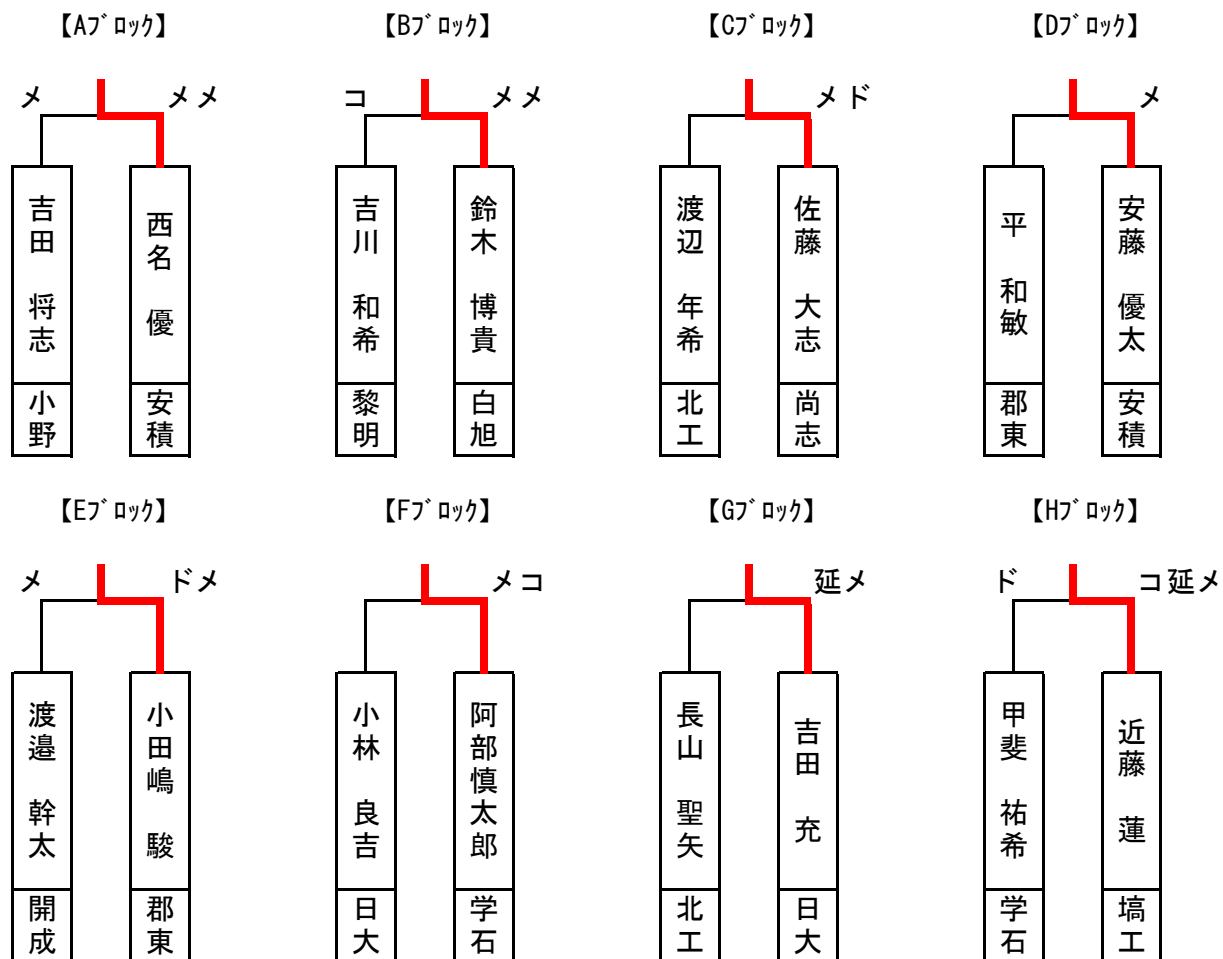 【Aﾌﾞﾛｯｸ】
メ
メメ
吉田 将志
小野
西名 優
安積
【Bﾌﾞﾛｯｸ】
コ
メメ
吉川 和希
黎明
鈴木 博貴
白旭
【Cﾌﾞﾛｯｸ】
メド
渡辺 年希
北工
佐藤 大志
尚志
【Dﾌﾞﾛｯｸ】
メ
平 和敏
郡東
安藤 優太
安積
【Eﾌﾞﾛｯｸ】
メ
ドメ
渡邉 幹太
開成
小田嶋 駿
郡東
【Fﾌﾞﾛｯｸ】
メコ
小林 良吉
日大
阿部慎太郎
学石
【Gﾌﾞﾛｯｸ】
延メ
長山 聖矢
北工
吉田 充
日大
【Hﾌﾞﾛｯｸ】
ド
コ延メ
甲斐 祐希
学石
近藤 蓮
塙工